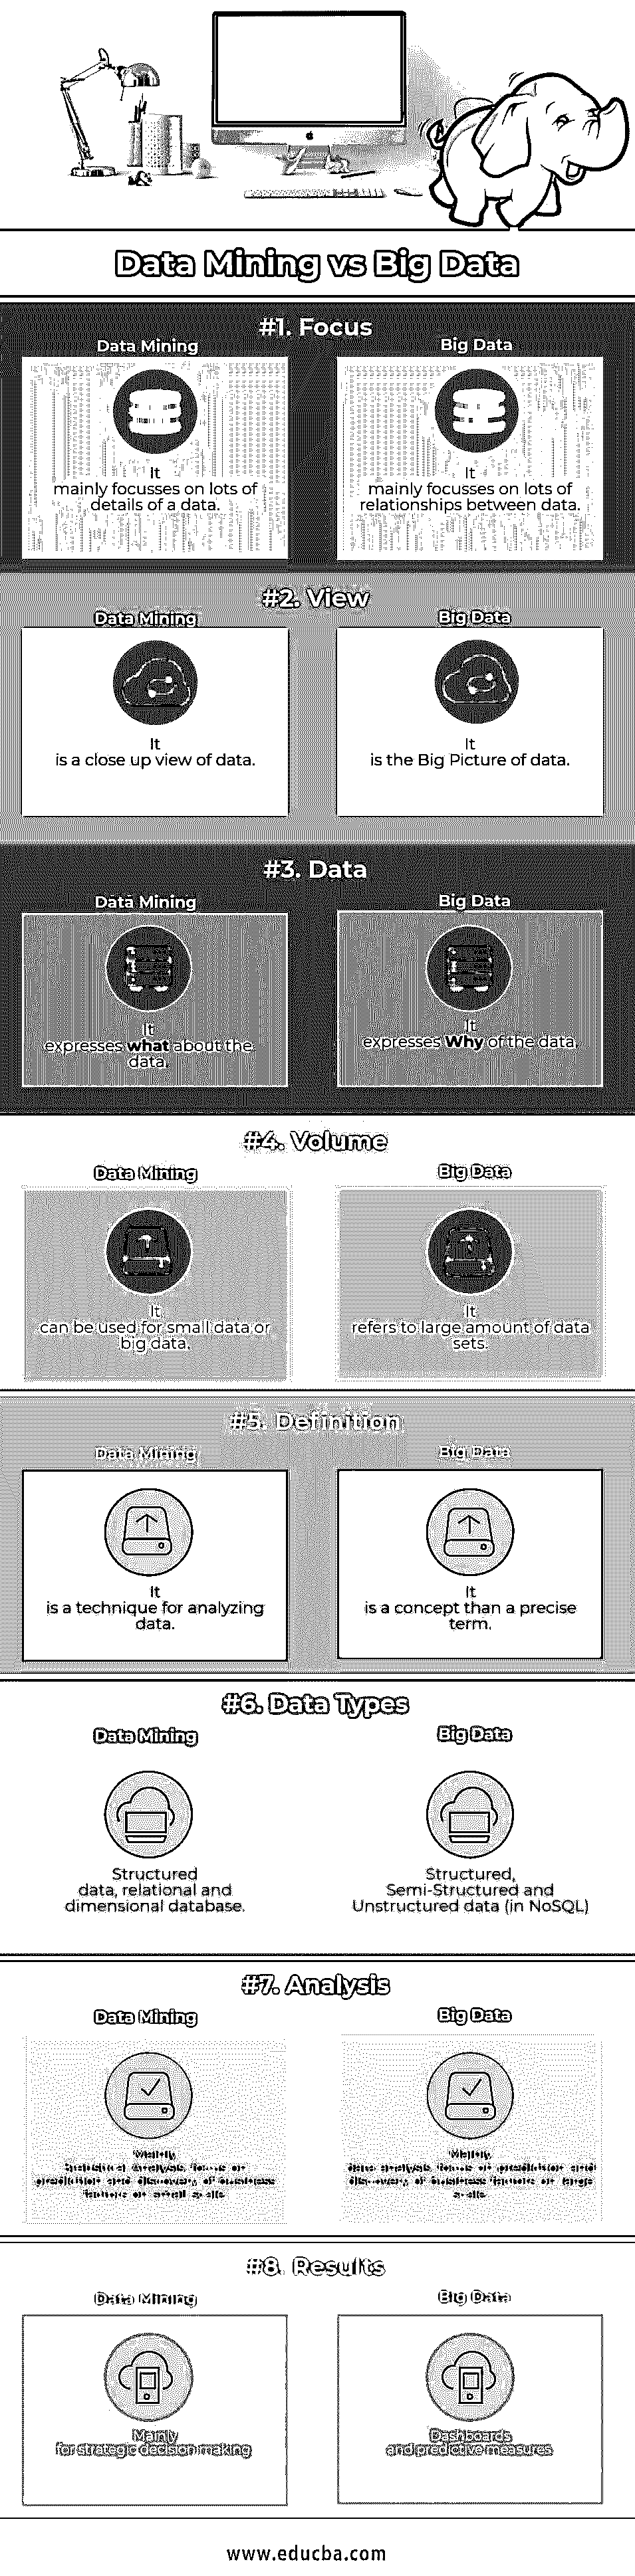 Data Mining vs Big Data
#1. Focus
Data Mining
Big Data
It
mainly focusses on lots of
details of a data.
It
mainly focusses on lots of
relationships between data.
#2. View
Data Mining
Big Data
It
is a close up view of data.
It
is the Big Picture of data.
#3. Data
Data Mining
Big Data
It
expresses what about the
data.
It
expresses Why of the data.
#4. Volume
Data Mining
Big Data
It
can be used for small data or
big data.
It
refers to large amount of data
sets.
#5. Definition
Data Mining
Big Data
It
is a technique for analyzing
data.
It
is a concept than a precise
term.
#6. Data Types
Data Mining
Big Data
Structured
data, relational and
dimensional database.
Structured,
Semi-Structured and
Unstructured data (in NoSQL)
#7. Analysis
Data Mining
Big Data
Mainly
Statistical Analysis, focus on
prediction and discovery of business
factors on small scale.
Mainly
data analysis, focus on prediction and
discovery of business factors on large
scale.
#8. Results
Data Mining
Big Data
Mainly
for strategic decision making
Dashboards
and predictive measures
www.educba.com